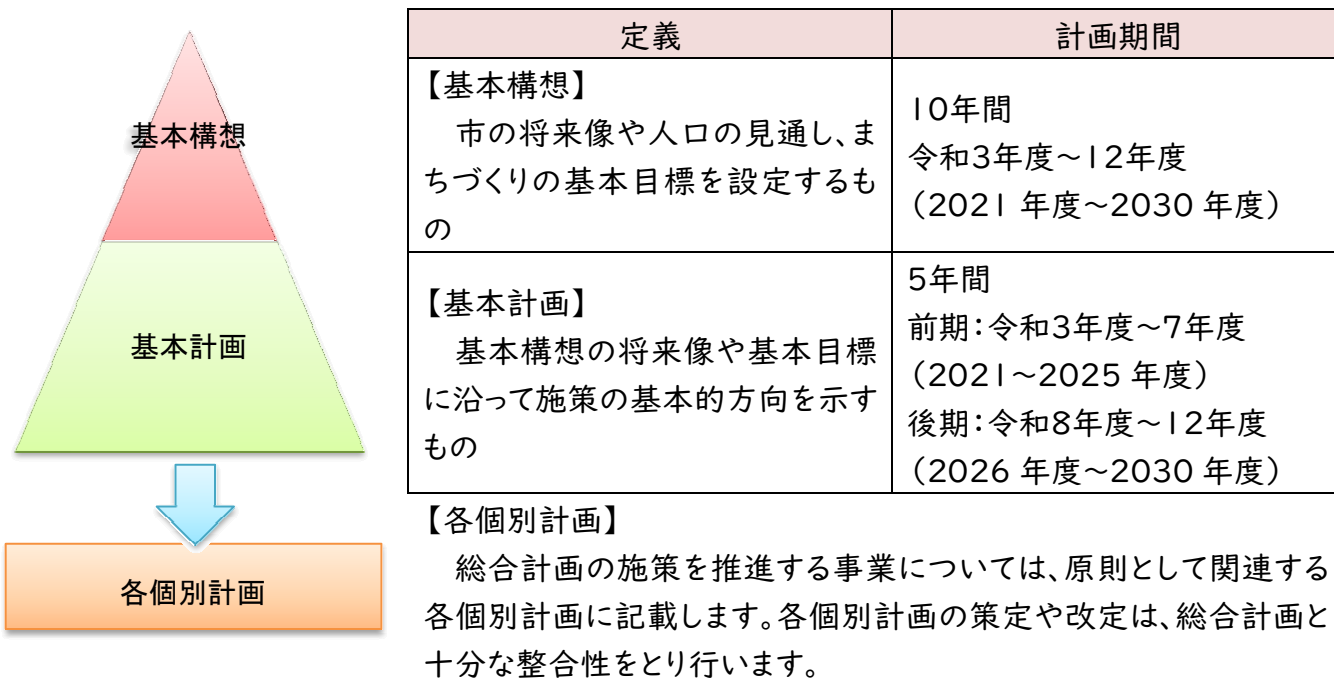 基本構想
基本計画
各個別計画
定義
計画期間
【基本構想】
市の将来像や人口の見通し、ま
ちづくりの基本目標を設定するも
の
10年間
令和3年度~12年度
(2021 年度~2030 年度)
【基本計画】
基本構想の将来像や基本目標
に沿って施策の基本的方向を示す
もの
5年間
前期:令和3年度~7年度
(2021~2025 年度)
後期:令和8年度~12年度
(2026 年度~2030 年度)
【各個別計画】
総合計画の施策を推進する事業については、原則として関連する
各個別計画に記載します。各個別計画の策定や改定は、総合計画と
十分な整合性をとり行います。